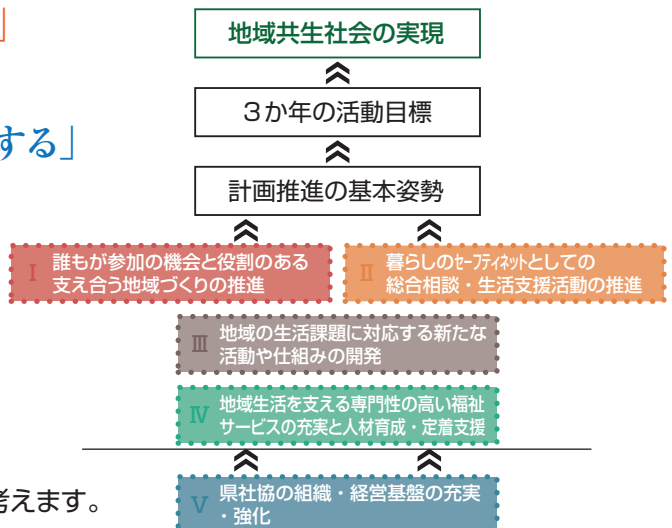 」
地域共生社会の実現
3か年の活動目標
する」
計画推進の基本姿勢
Ⅰ 誰もが参加の機会と役割のある
支え合う地域づくりの推進
Ⅱ 暮らしのセーフティネットとしての
総合相談・生活支援活動の推進
Ⅲ 地域の生活課題に対応する新たな
活動や仕組みの開発
Ⅳ 地域生活を支える専門性の高い福祉
サービスの充実と人材育成・定着支援
考えます。
Ⅴ 県社協の組織・経営基盤の充実
・強化